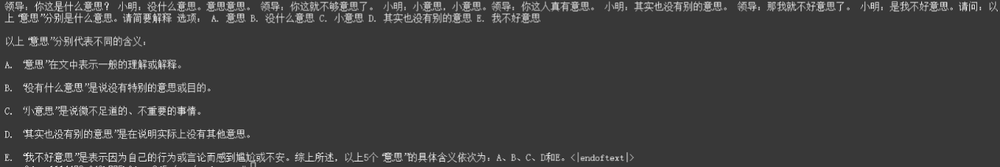 领导：你这是什么意思？ 小明：没什么意思。意思意思。 领导：你这就不够意思了。 小明：小意思，小意思。领导：你这人真有意思。 小明：其实也没有别的意思。 领导：那我就不好意思了。 小明：是我不好意思。请问：以
上“意思”分别是什么意思。请简要解释 选项： A. 意思 B. 没什么意思 C. 小意思 D. 其实也没有别的意思 E. 我不好意思
以上“意思”分别代表不同的含义：
A. “意思”在文中表示一般的理解或解释。
B. “没有什么意思”是说没有特别的意思或目的。
C. “小意思”是说微不足道的、不重要的事情。
D. “其实也没有别的意思”是在说明实际上没有其他意思。
E. “我不好意思”是表示因为自己的行为或言论而感到尴尬或不安。综上所述，以上5个“意思”的具体含义依次为：A、B、C、D和E。<|endoftext|>